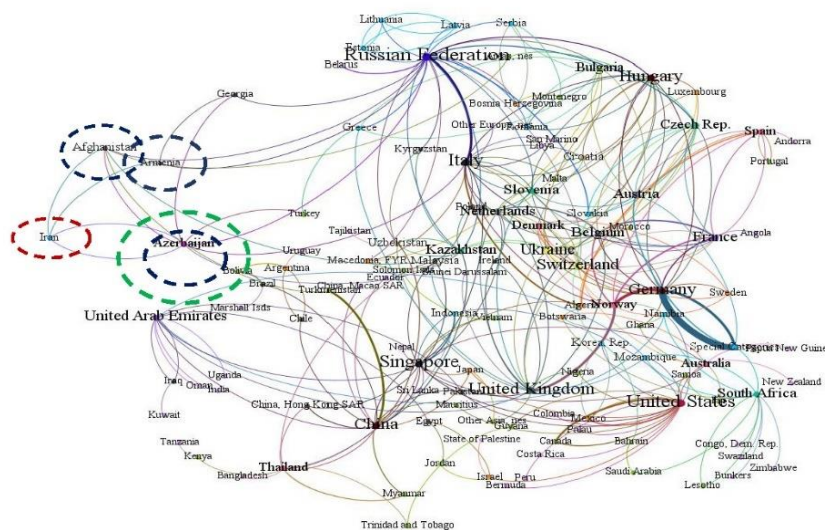 Lithuania
Latvia
Serbia
Estonia
Russian Federation
Belarus
Bulgaria
Hungary
Georgia
Montenegro
Luxembourg
Bosnia Herzegovina
Greece
Other Europe, nes
Czech Rep.
Spain
San Marino
Andorra
Afghanistan
Armenia
Kyrgyzstan
Libya
Italy
Croatia
Portugal
Malta
Slovenia
Austria
Poland
Netherlands
Turkey
Slovakia
Denmark
Morocco
Iran
Tajikistan
Belgium
France
Angola
Azerbaijan
Uzbekistan
Kazakhstan
Ukraine
Uruguay
Macedonia, FYR
Malaysia
Ireland
Switzerland
Bolivia
Argentina
Solomon Isds
Brunei Darussalam
Ecuador
Brazil
China, Macao SAR
Turkmenistan
Germany
Sweden
Algeria
Norway
Marshall Isds
Indonesia
Botswana
Namibia
United Arab Emirates
Chile
Vietnam
Ghana
Nepal
Korea, Rep.
Special Categories
Papua New Guinea
Singapore
Mozambique
Australia
Uganda
Japan
Nigeria
Samoa
Iraq
Oman
India
Sri Lanka
Pakistan
United Kingdom
New Zealand
South Africa
China, Hong Kong SAR
Mauritius
United States
Kuwait
Colombia
China
Egypt
Other Asia, nes
Guyana
Mexico
Palau
Tanzania
State of Palestine
Canada
Bahrain
Congo, Dem. Rep.
Kenya
Costa Rica
Swaziland
Thailand
Jordan
Saudi Arabia
Bunkers
Zimbabwe
Bangladesh
Israel
Peru
Bermuda
Lesotho
Myanmar
Trinidad and Tobago